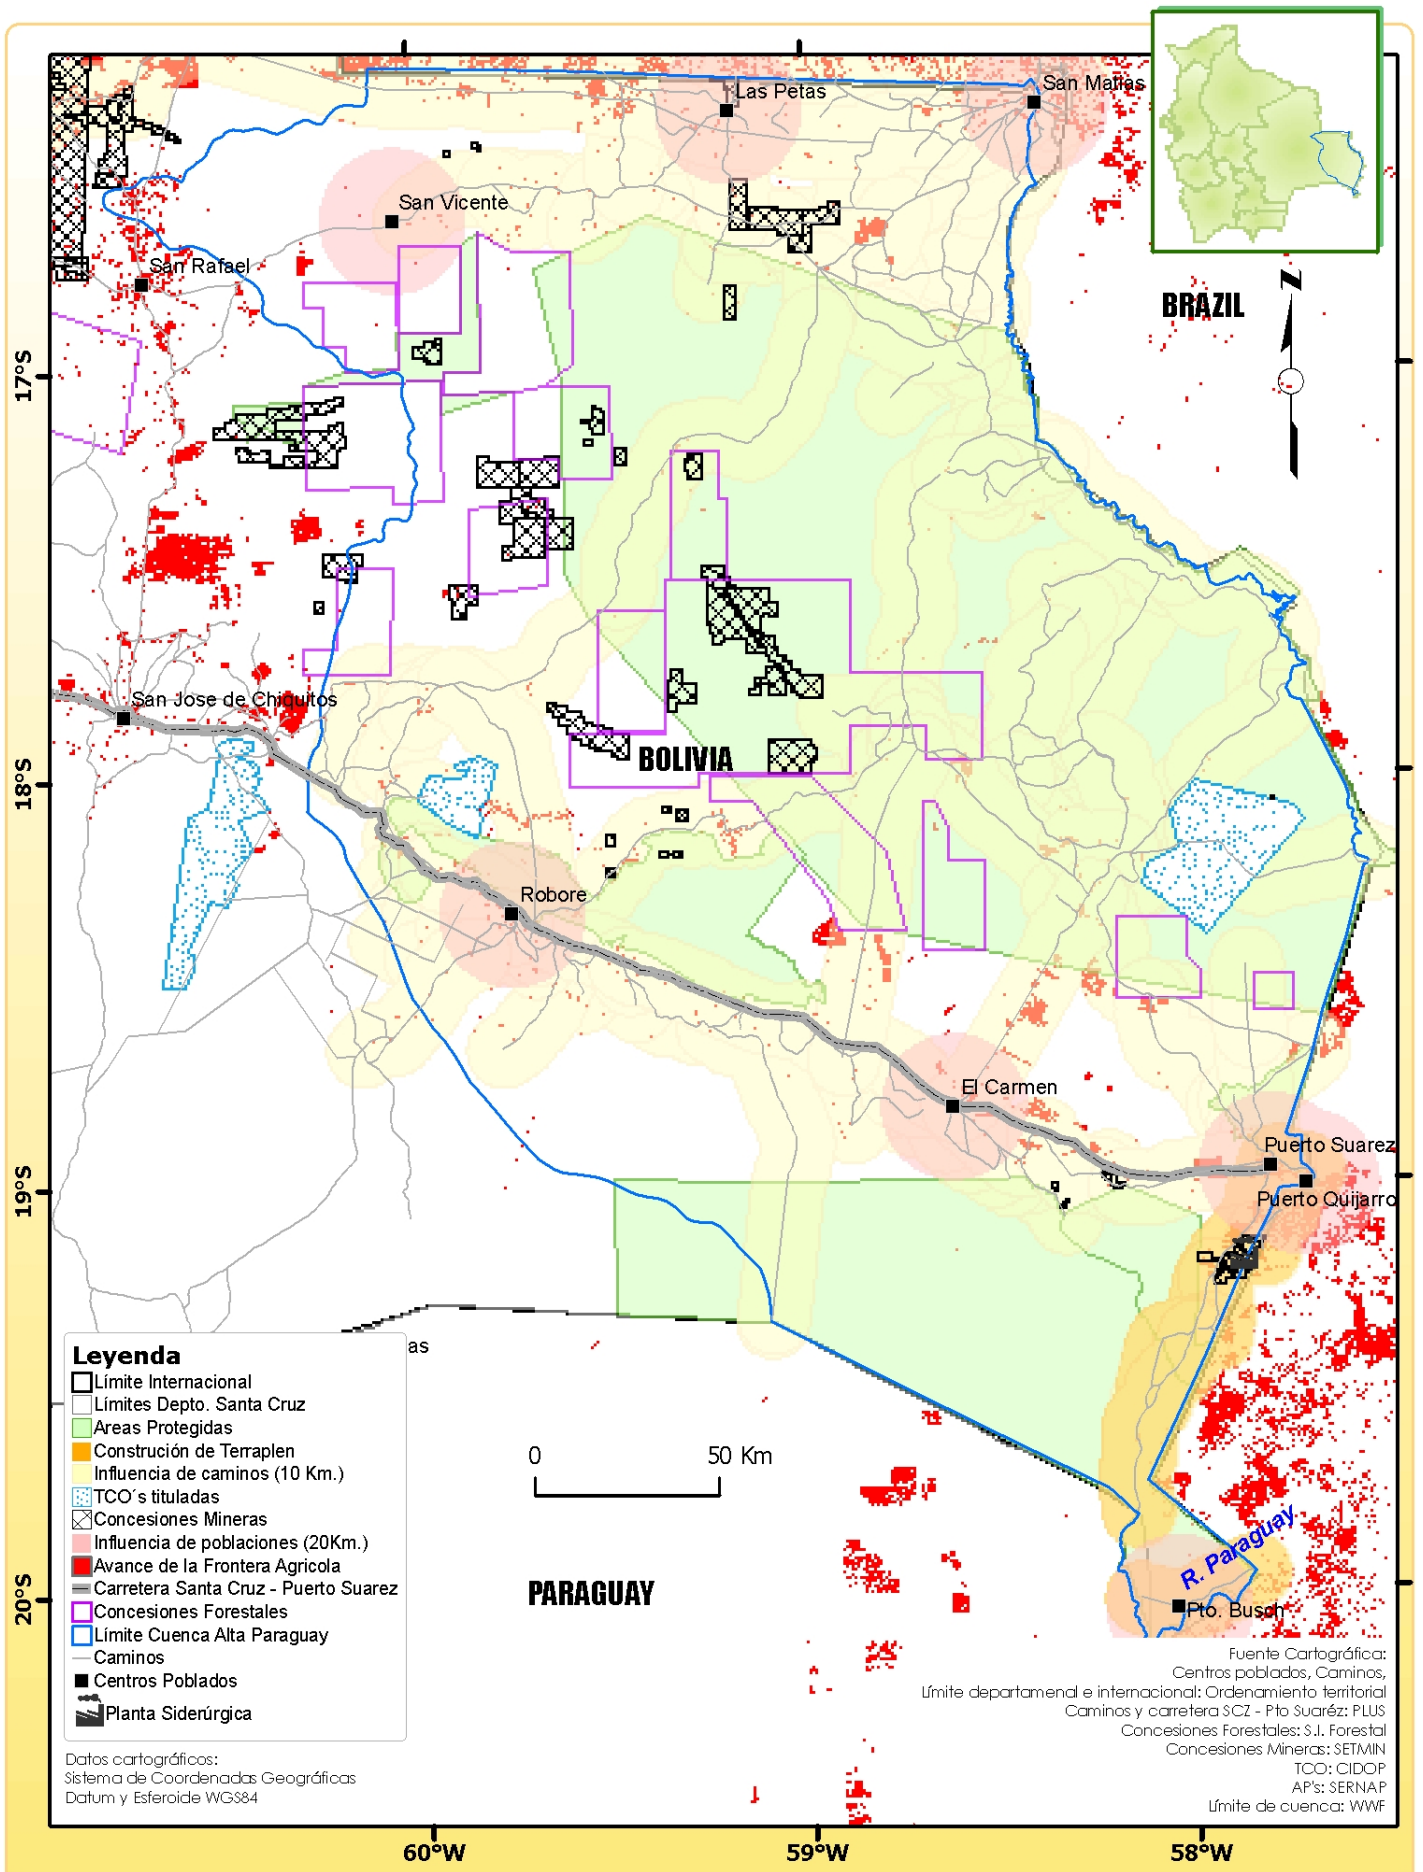 San Matias
Las Petas
San Vicente
San Rafael
BRAZIL
N
17°S
San Jose de Chiquitos
BOLIVIA
18°S
Robore
El Carmen
Puerto Suarez
19°S
Puerto Quijarro
as
Leyenda
Límite Internacional
Límites Depto. Santa Cruz
Areas Protegidas
Construción de Terraplen
Influencia de caminos (10 Km.)
TCO´s tituladas
Concesiones Mineras
Influencia de poblaciones (20Km.)
Avance de la Frontera Agricola
Carretera Santa Cruz - Puerto Suarez
Concesiones Forestales
Límite Cuenca Alta Paraguay
Caminos
Centros Poblados
Planta Siderúrgica
0 50 Km
R. Paraguay
20°S
PARAGUAY
Pto. Busch
Fuente Cartográfica:
Centros poblados, Caminos,
Límite departamenal e internacional: Ordenamiento territorial
Caminos y carretera SCZ - Pto Suaréz: PLUS
Concesiones Forestales: S.I. Forestal
Concesiones Mineras: SETMIN
TCO: CIDOP
AP's: SERNAP
Límite de cuenca: WWF
Datos cartográficos:
Sistema de Coordenadas Geográficas
Datum y Esferoide WGS84
60°W
59°W
58°W